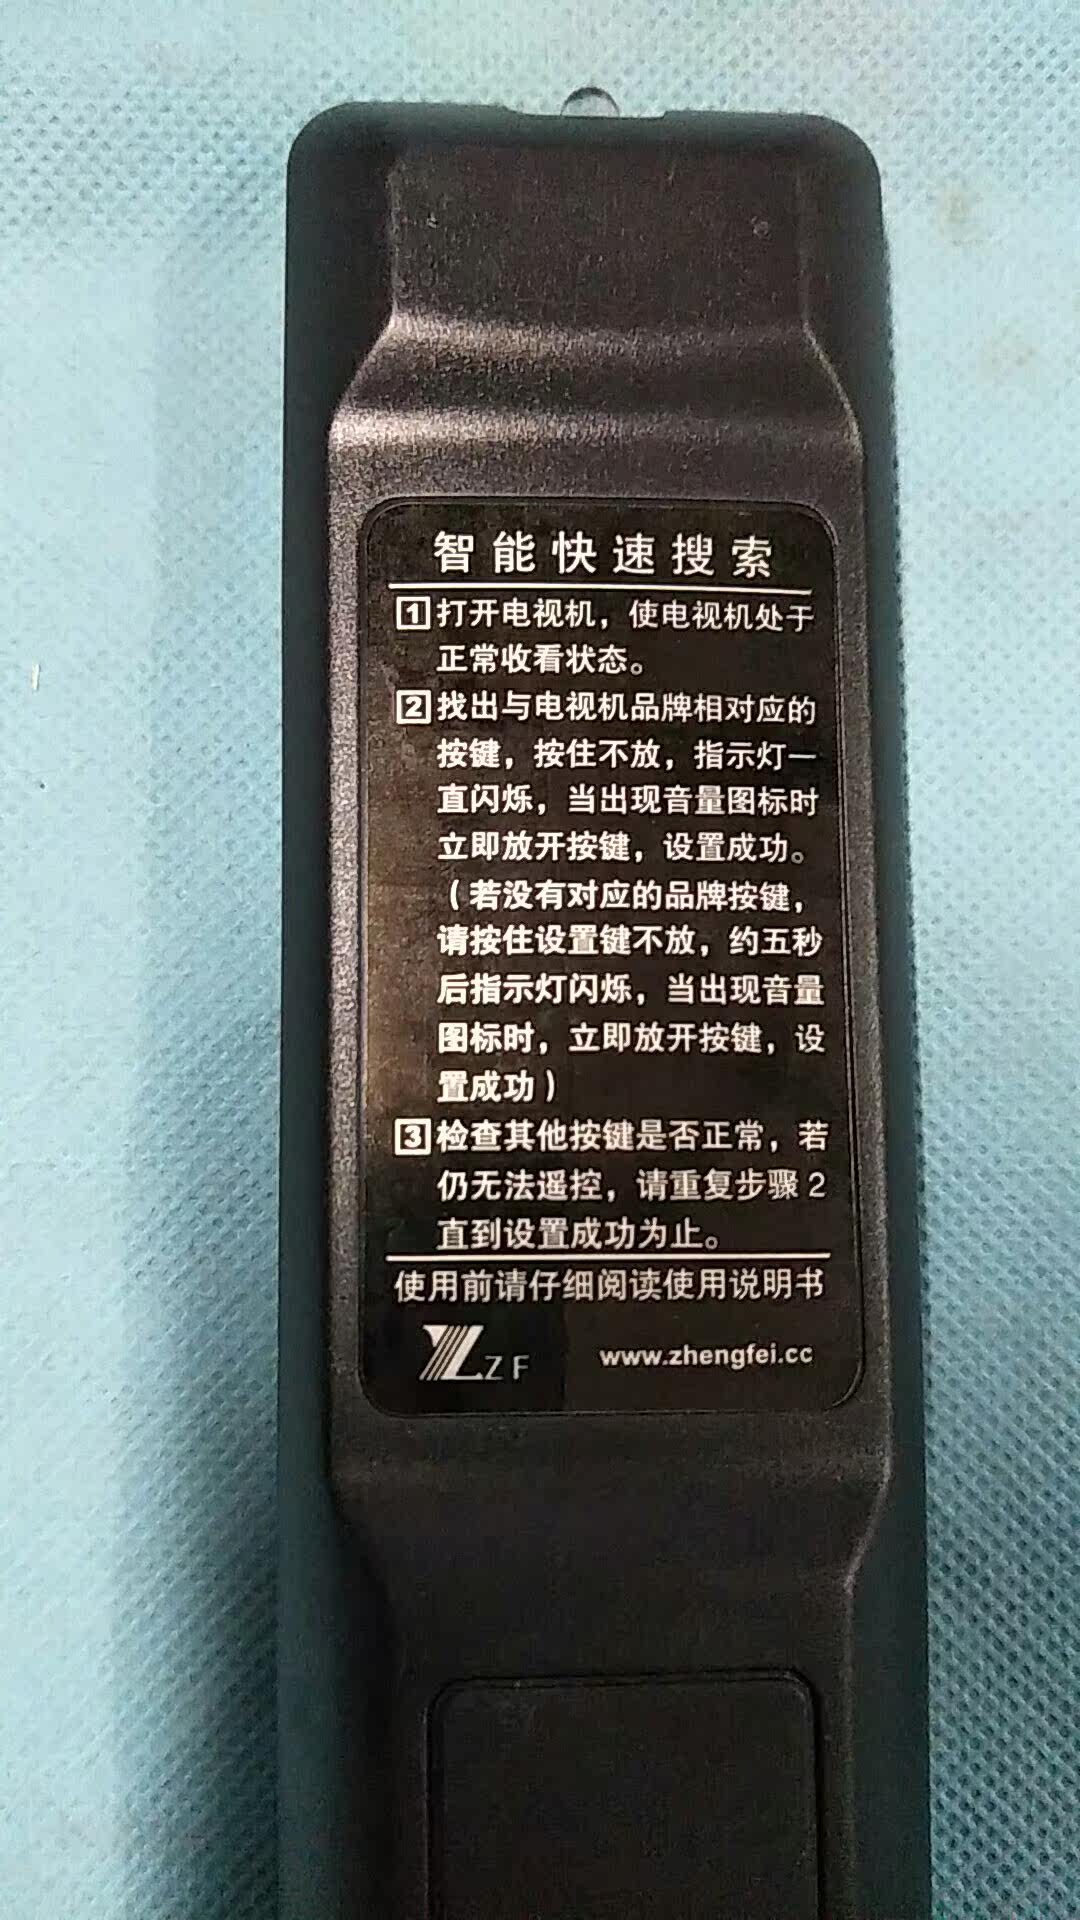 智能快速搜索
1 打开电视机，使电视机处于
正常收看状态。
2 找出与电视机品牌相对应的
按键，按住不放，指示灯一
直闪烁，当出现音量图标时
立即放开按键，设置成功。
（若没有对应的品牌按键，
请按住设置键不放，约五秒
后指示灯闪烁，当出现音量
图标时，立即放开按键，设
置成功）
3 检查其他按键是否正常，若
仍无法遥控，请重复步骤2
直到设置成功为止。
使用前请仔细阅读使用说明书
ZF www.zhengfei.cc